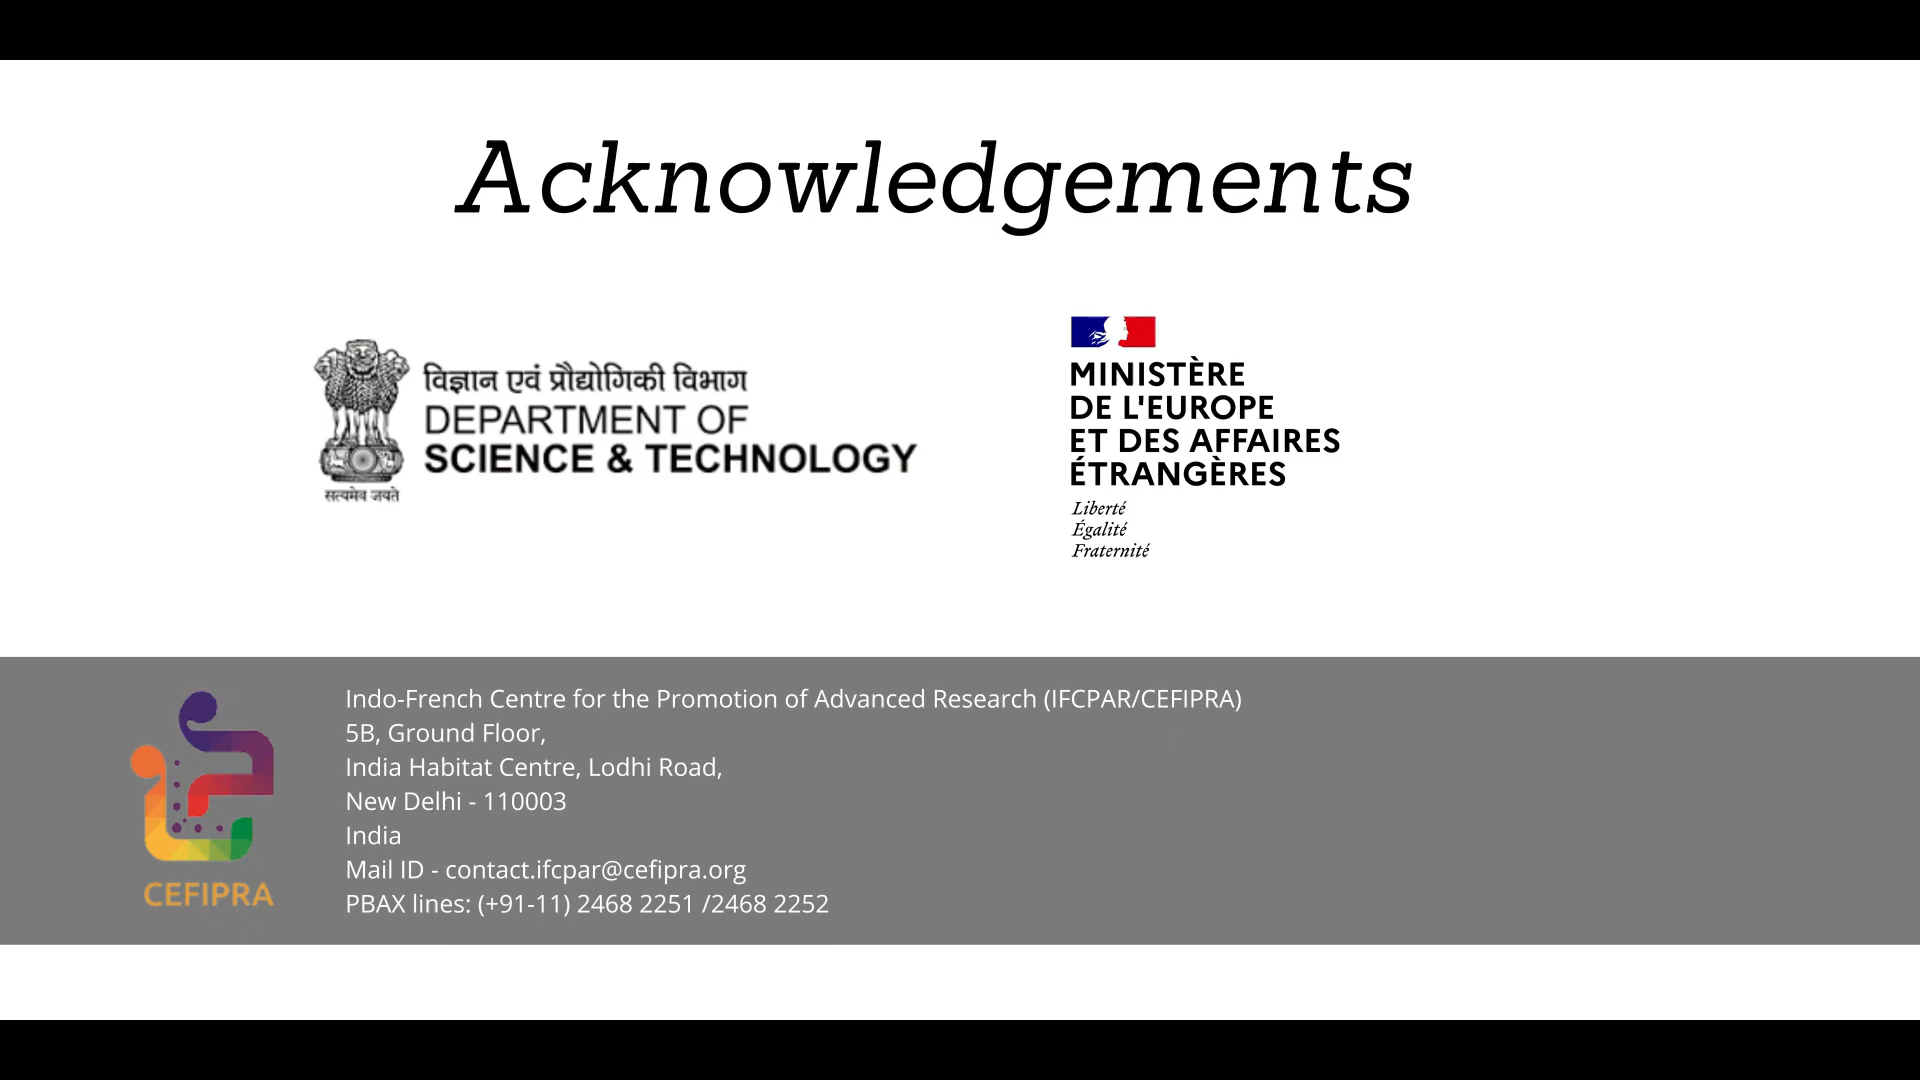 Acknowledgements
विज्ञान एवं प्रौद्योगिकी विभाग
DEPARTMENT OF
SCIENCE & TECHNOLOGY
सत्यमेव जयते
MINISTÈRE
DE L'EUROPE
ET DES AFFAIRES
ÉTRANGÈRES
Liberté
Égalité
Fraternité
CEFIPRA
Indo-French Centre for the Promotion of Advanced Research (IFCPAR/CEFIPRA)
5B, Ground Floor,
India Habitat Centre, Lodhi Road,
New Delhi - 110003
India
Mail ID - contact.ifcpar@cefipra.org
PBAX lines: (+91-11) 2468 2251 /2468 2252